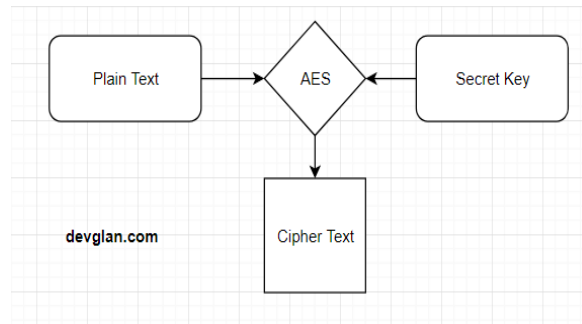 Plain Text
AES
Secret Key
devglan.com
Cipher Text